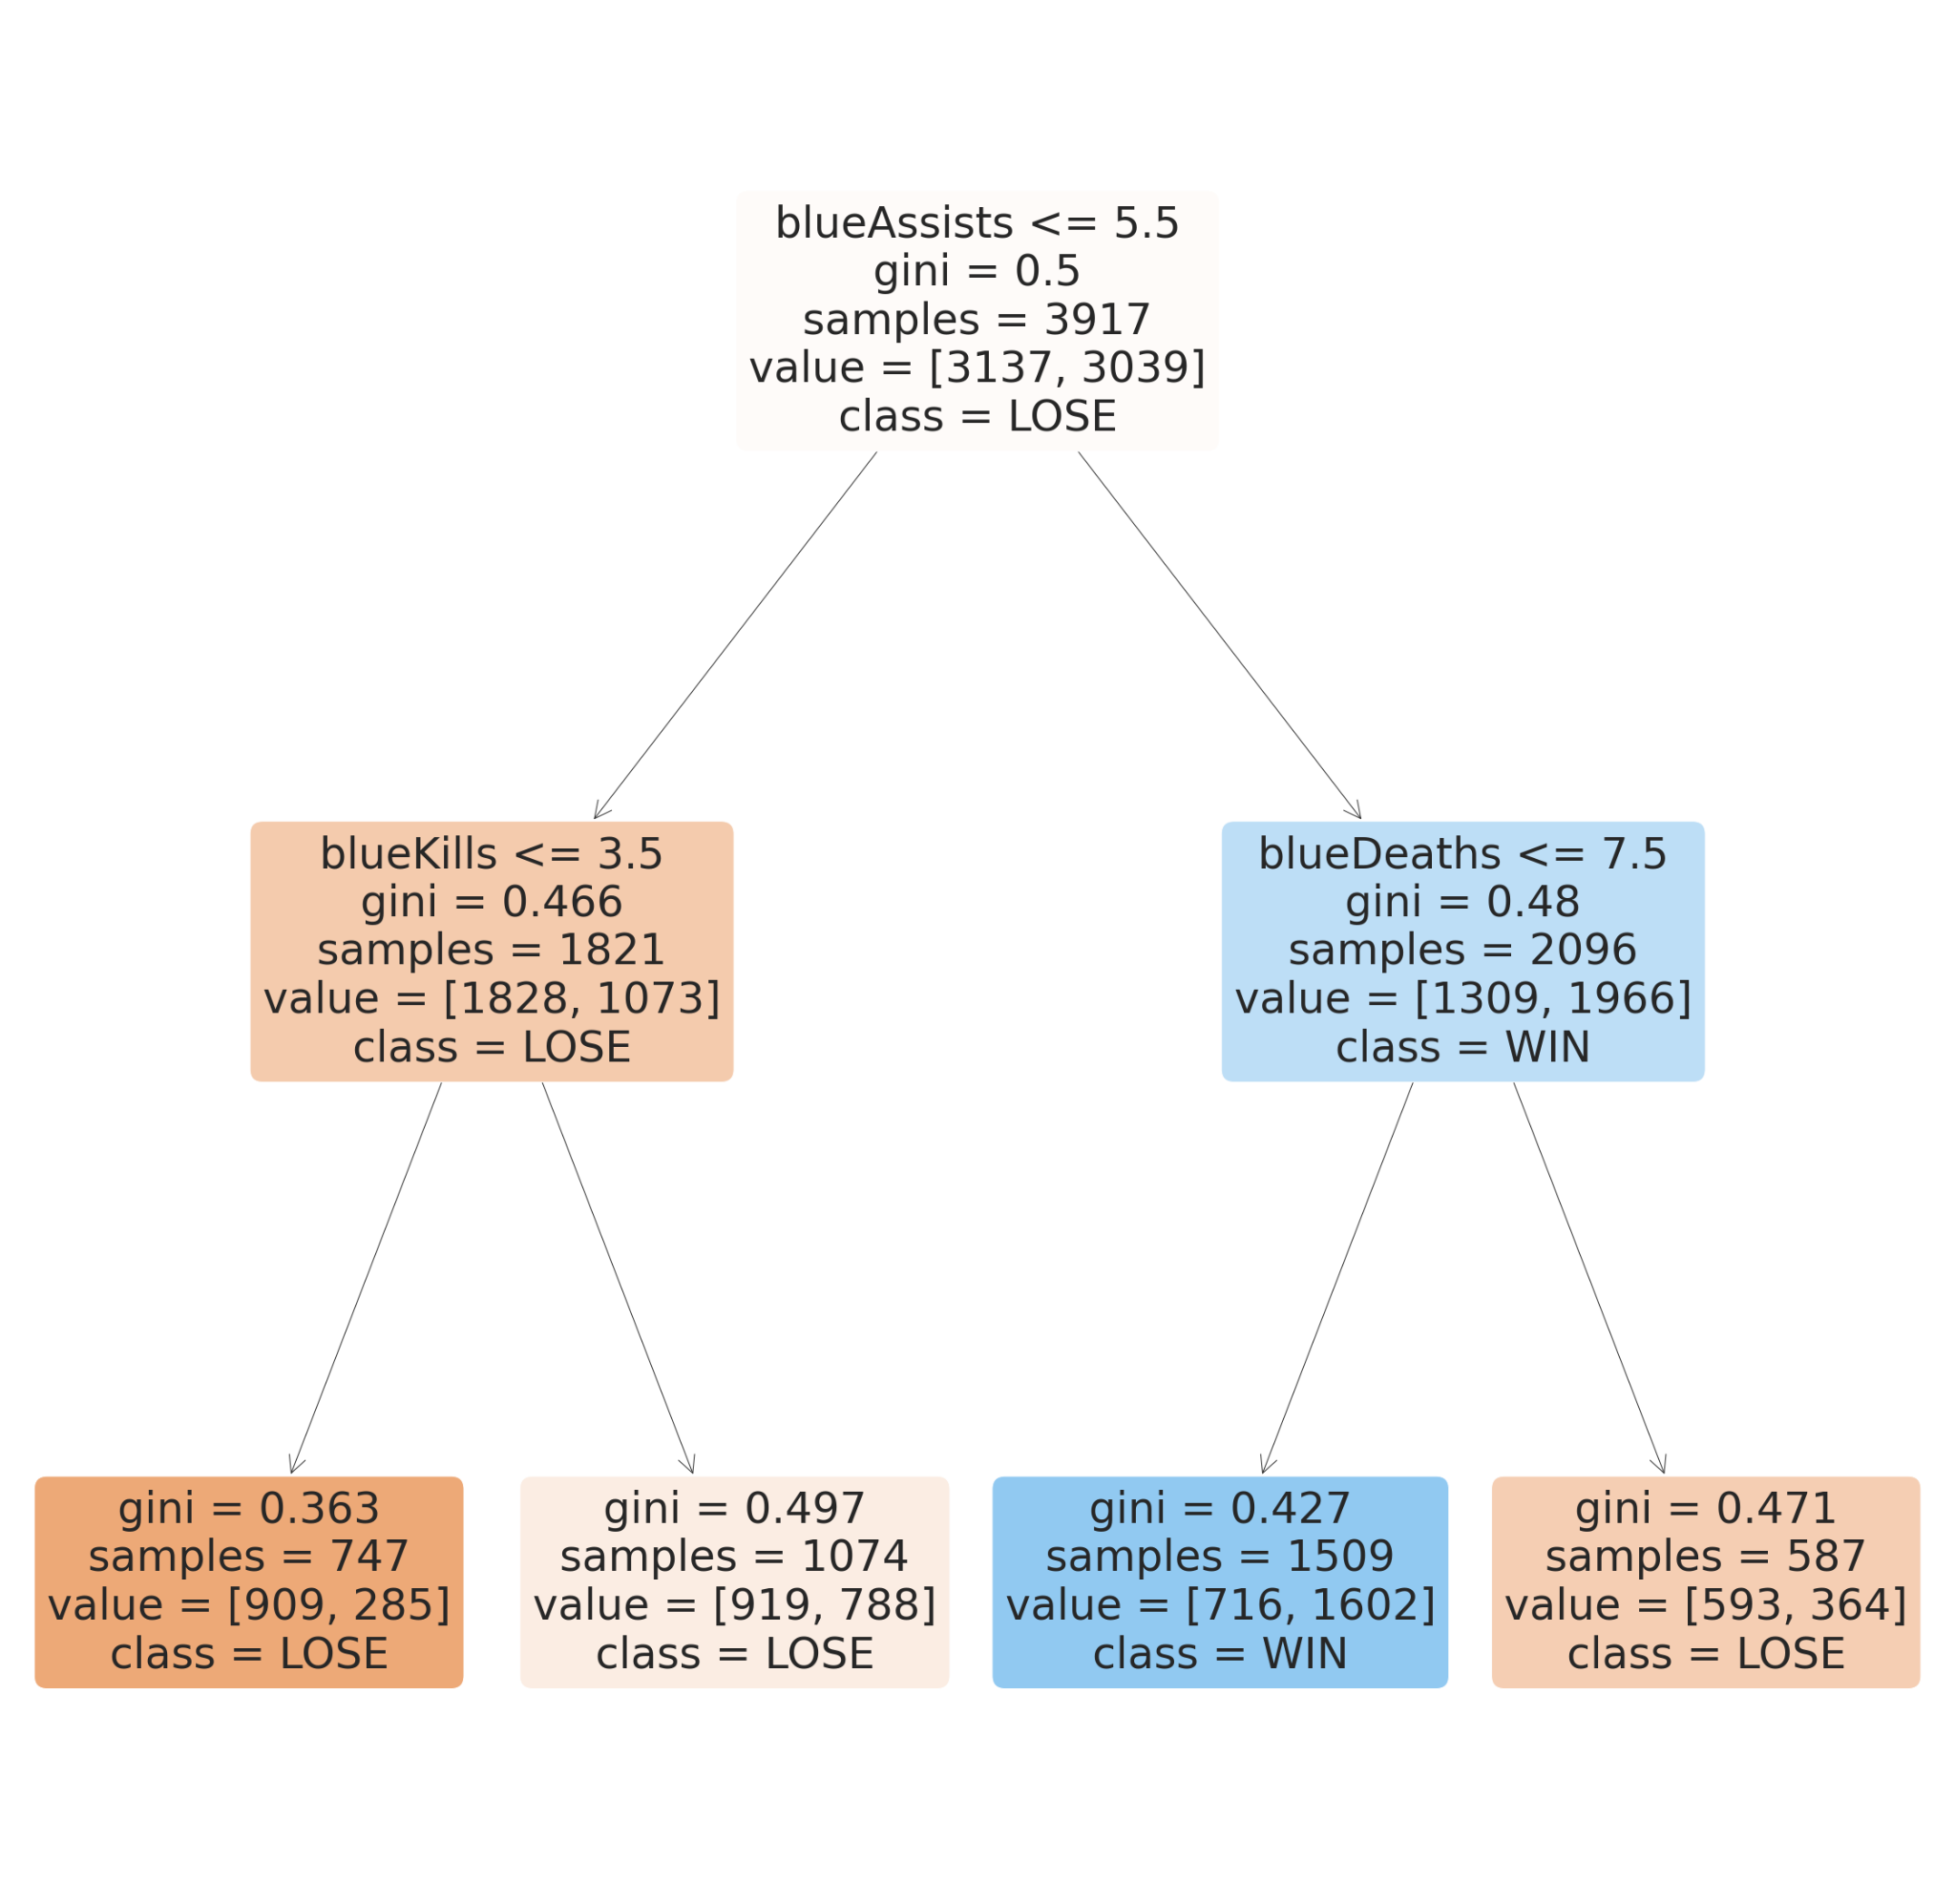 blueAssists <= 5.5
gini = 0.5
samples = 3917
value = [3137, 3039]
class = LOSE
blueKills <= 3.5
gini = 0.466
samples = 1821
value = [1828, 1073]
class = LOSE
blueDeaths <= 7.5
gini = 0.48
samples = 2096
value = [1309, 1966]
class = WIN
gini = 0.363
samples = 747
value = [909, 285]
class = LOSE
gini = 0.497
samples = 1074
value = [919, 788]
class = LOSE
gini = 0.427
samples = 1509
value = [716, 1602]
class = WIN
gini = 0.471
samples = 587
value = [593, 364]
class = LOSE